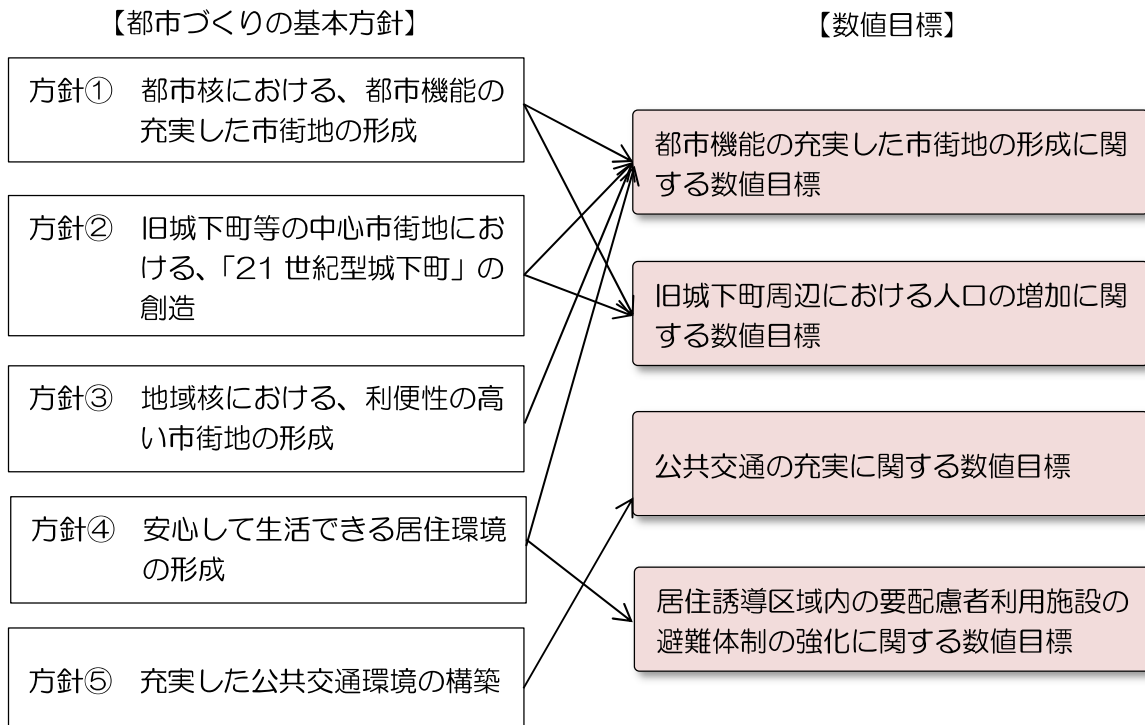 【都市づくりの基本方針】
方針① 都市核における、都市機能の
充実した市街地の形成
方針② 旧城下町等の中心市街地にお
ける、「21 世紀型城下町」の
創造
方針③ 地域核における、利便性の高
い市街地の形成
方針④ 安心して生活できる居住環境
の形成
方針⑤ 充実した公共交通環境の構築
【数値目標】
都市機能の充実した市街地の形成に関
する数値目標
旧城下町周辺における人口の増加に関
する数値目標
公共交通の充実に関する数値目標
居住誘導区域内の要配慮者利用施設の
避難体制の強化に関する数値目標